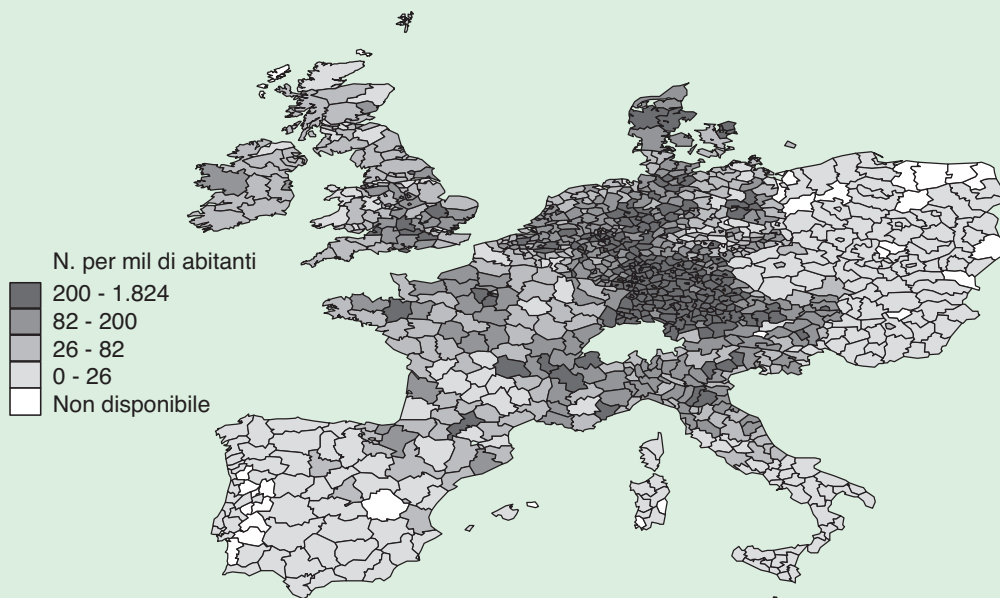 N. per mil di abitanti
200 - 1.824
82 - 200
26 - 82
0 - 26
Non disponibile